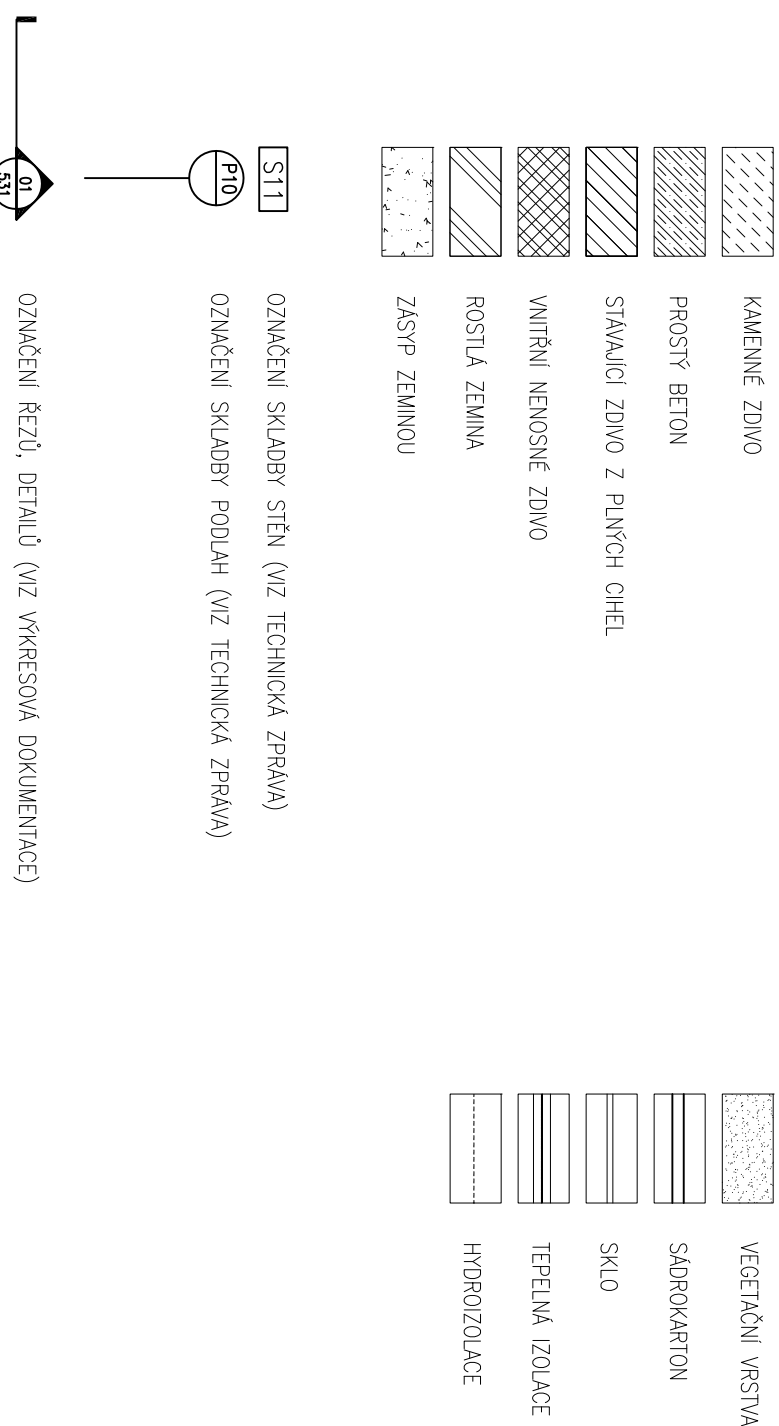 KAMENNÉ ZDIVO
PROSTÝ BETON
STÁVAJÍCÍ ZDIVO Z PLNÝCH CIHEL
VNITŘNÍ NENOSNÉ ZDIVO
ROSTLÁ ZEMINA
ZÁSYP ZEMINOU
S11
OZNAČENÍ SKLADBY STĚN (VIZ TECHNICKÁ ZPRÁVA)
P10
OZNAČENÍ SKLADBY PODLAH (VIZ TECHNICKÁ ZPRÁVA)
01
531
OZNAČENÍ ŘEZŮ, DETAILŮ (VIZ VÝKRESOVÁ DOKUMENTACE)
VEGETAČNÍ VRSTVA
SÁDROKARTON
SKLO
TEPELNÁ IZOLACE
HYDROIZOLACE